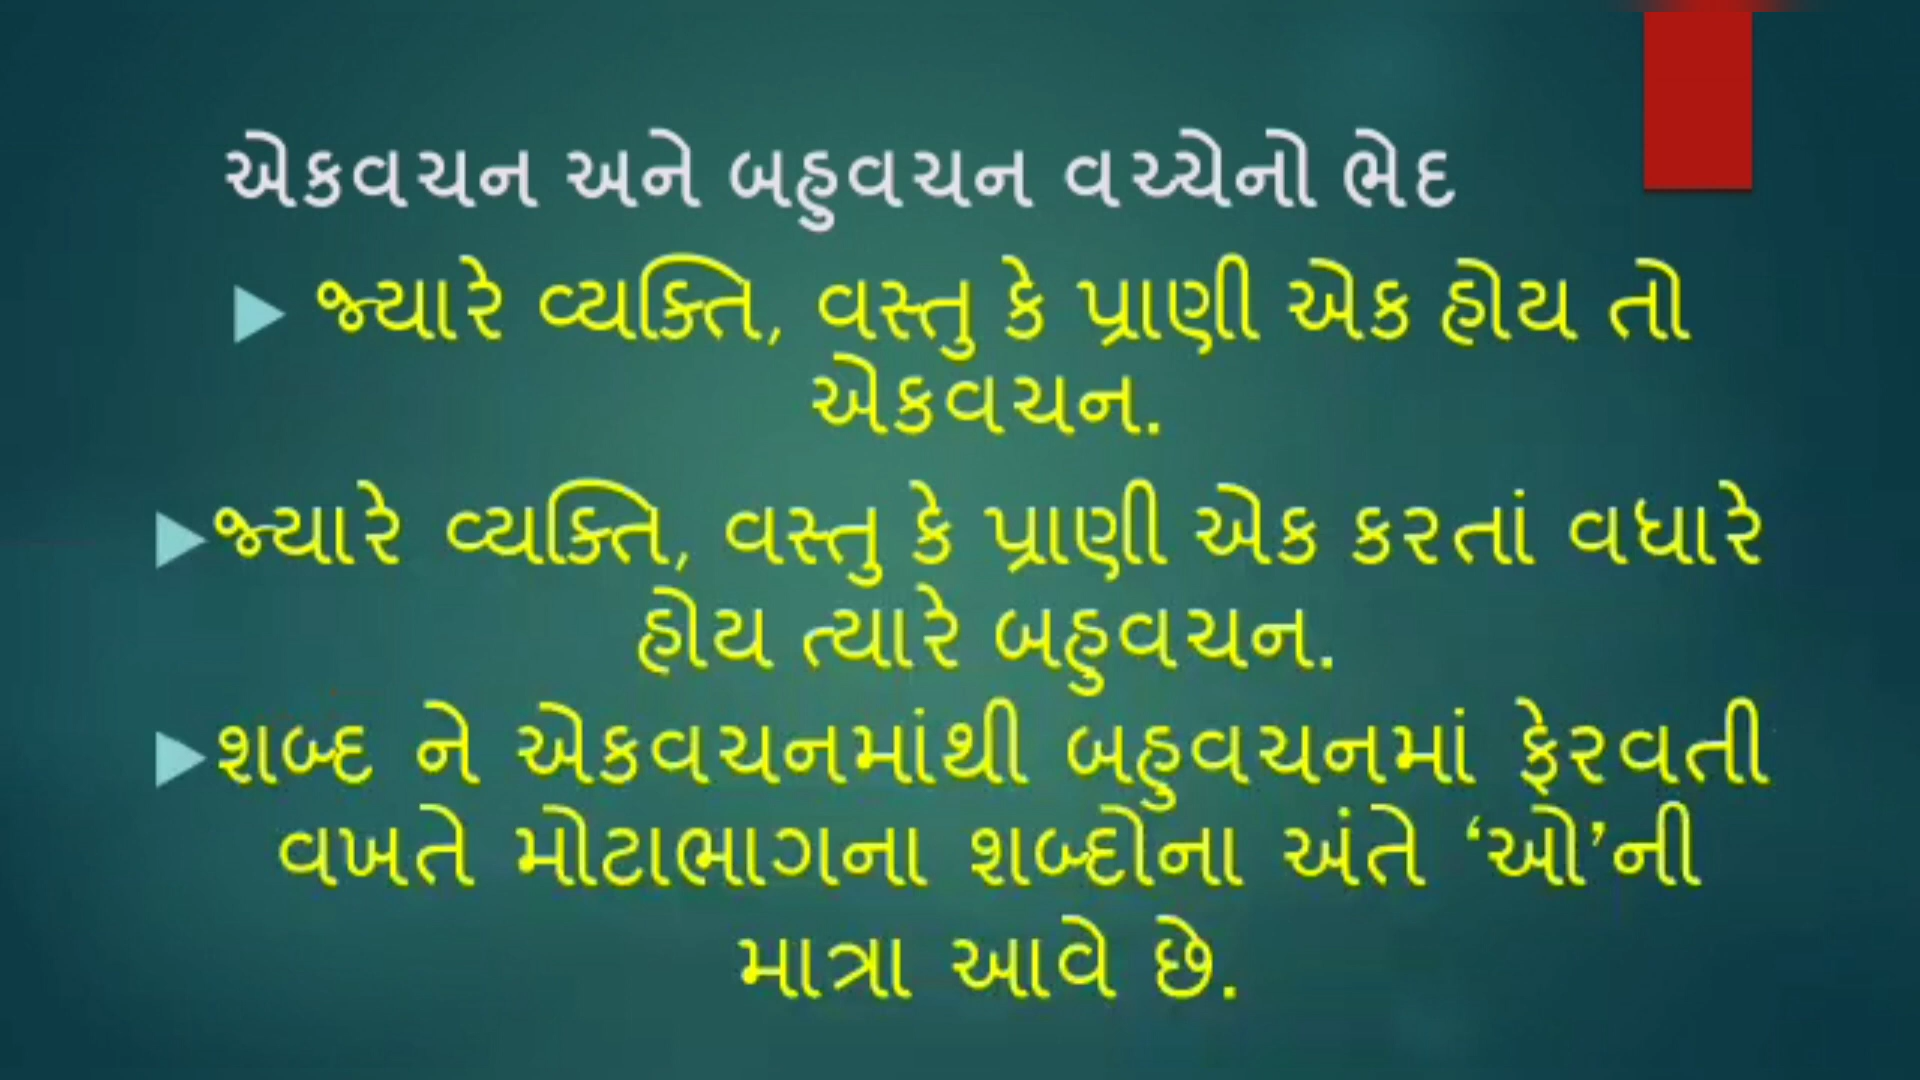 એકવચન અને બહુવચન વચ્ચેનો ભેદ
જ્યારે વ્યક્તિ, વસ્તુ કે પ્રાણી એક હોય તો
એકવચન.
જ્યારે વ્યક્તિ, વસ્તુ કે પ્રાણી એક કરતાં વધારે
હોય ત્યારે બહુવચન.
શબ્દ ને એકવચનમાંથી બહુવચનમાં ફેરવતી
વખતે મોટાભાગના શબ્દોના અંતે ‘ઓ’ની
માત્રા આવે છે.